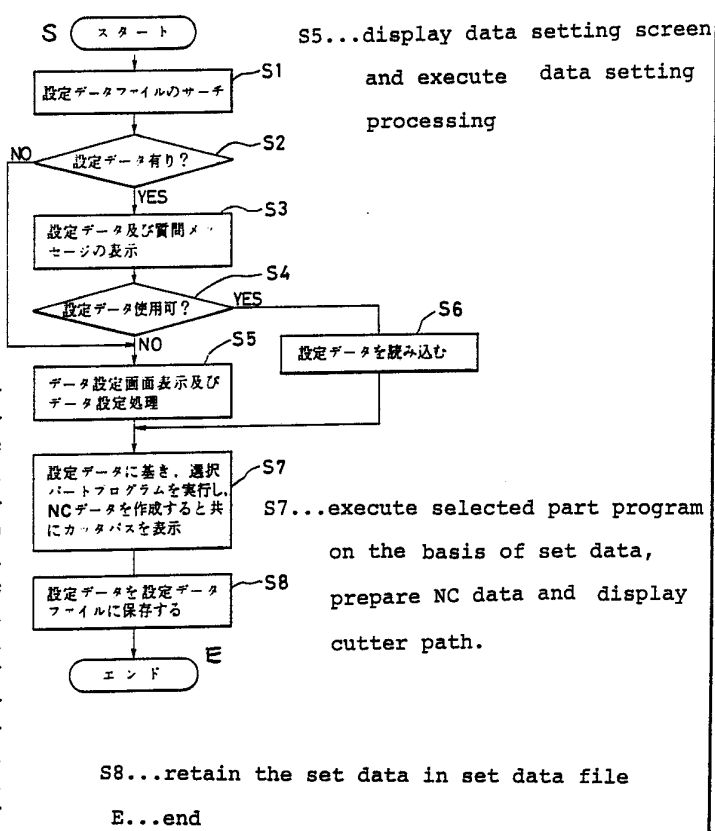 S スタート
S1
設定データファイルのサーチ
S2
NO
設定データ有り？
YES
S3
設定データ及び質問メッ
セージの表示
S4
設定データ使用可？
YES
NO
S6
設定データを読み込む
S5
データ設定画面表示及び
データ設定処理
S7
設定データに基き、選択
パートプログラムを実行し、
NCデータを作成すると共
にカッタパスを表示
S8
設定データを設定データ
ファイルに保存する
E
エンド
S5...display data setting screen
and execute data setting
processing
S7...execute selected part program
on the basis of set data,
prepare NC data and display
cutter path.
S8...retain the set data in set data file
E...end